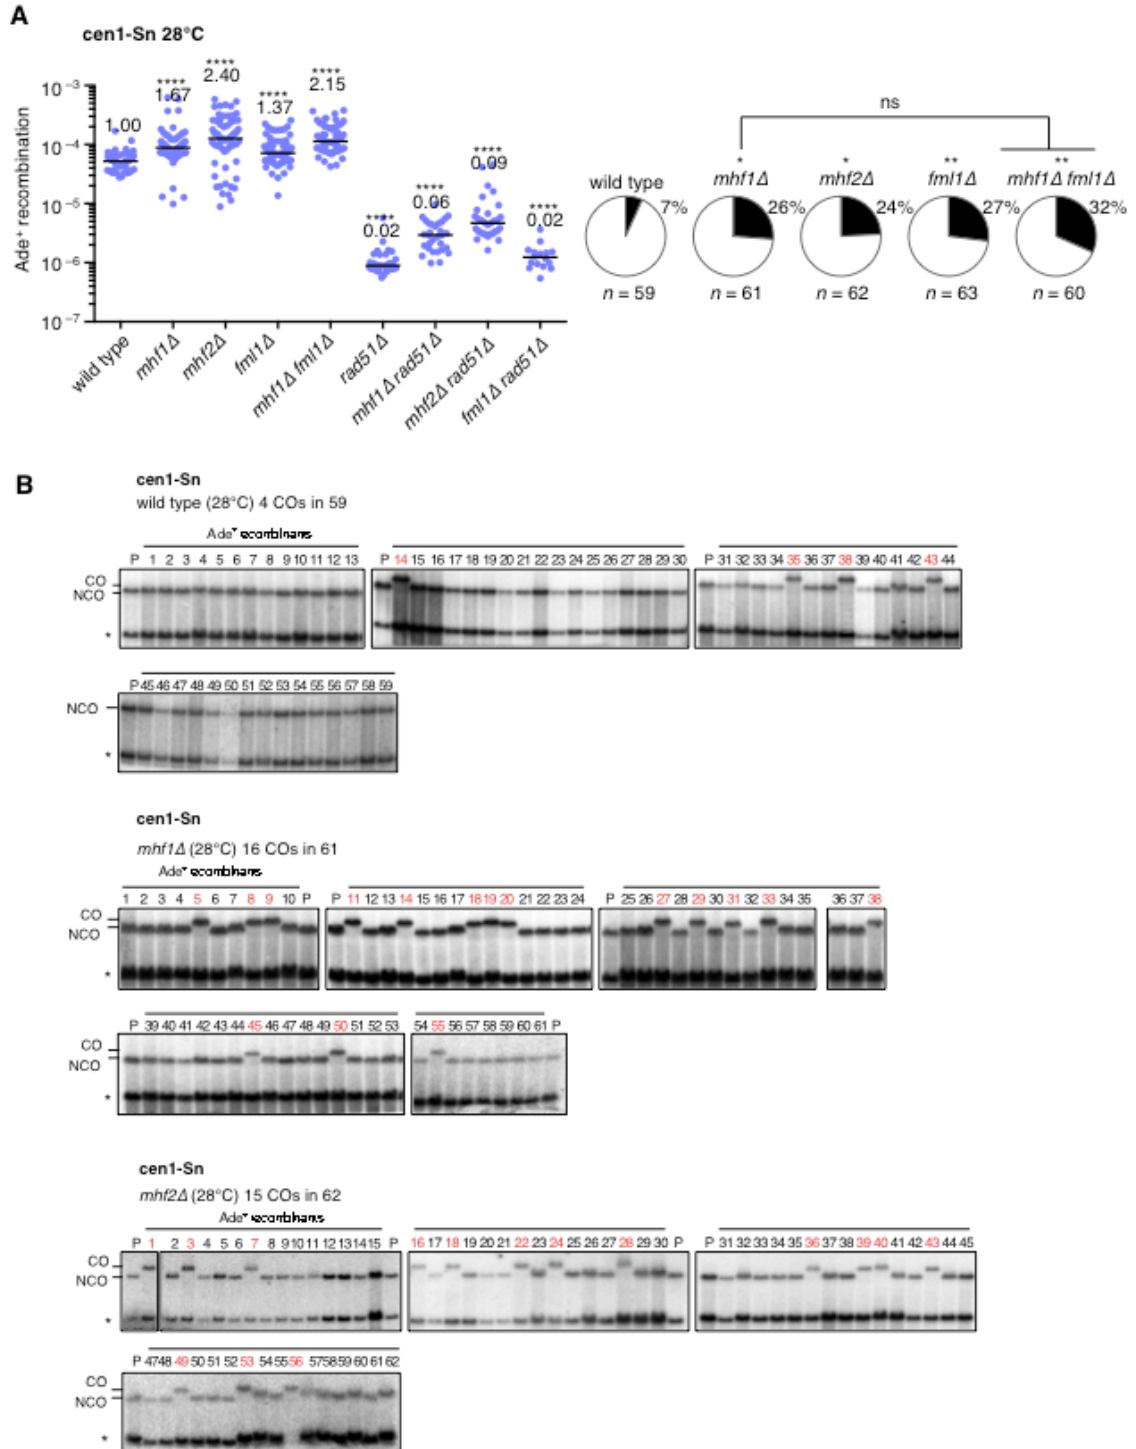 A
cen1-Sn 28°C
Ade⁺ recombination
10⁻³
10⁻⁴
10⁻⁵
10⁻⁶
10⁻⁷
1.00
****
1.67
****
2.40
****
1.37
****
2.15
****
0.02
****
0.06
****
0.09
****
0.02
wild type
mhf1Δ
mhf2Δ
fml1Δ
mhf1Δ fml1Δ
rad51Δ
mhf1Δ rad51Δ
mhf2Δ rad51Δ
fml1Δ rad51Δ
ns
* * ** **
wild type mhf1Δ mhf2Δ fml1Δ mhf1Δ fml1Δ
7% 26% 24% 27% 32%
n = 59 n = 61 n = 62 n = 63 n = 60
B
cen1-Sn
wild type (28°C) 4 COs in 59
Ade⁺ recombinants
P 1 2 3 4 5 6 7 8 9 10 11 12 13 P 14 15 16 17 18 19 20 21 22 23 24 25 26 27 28 29 30 P 31 32 33 34 35 36 37 38 39 40 41 42 43 44
CO
NCO
*
P 45 46 47 48 49 50 51 52 53 54 55 56 57 58 59
NCO
*
cen1-Sn
mhf1Δ (28°C) 16 COs in 61
Ade⁺ recombinants
1 2 3 4 5 6 7 8 9 10 P P 11 12 13 14 15 16 17 18 19 20 21 22 23 24 P 25 26 27 28 29 30 31 32 33 34 35 36 37 38
CO
NCO
*
P 39 40 41 42 43 44 45 46 47 48 49 50 51 52 53 54 55 56 57 58 59 60 61 P
CO
NCO
*
cen1-Sn
mhf2Δ (28°C) 15 COs in 62
Ade⁺ recombinants
P 1 2 3 4 5 6 7 8 9 10 11 12 13 14 15 P 16 17 18 19 20 21 22 23 24 25 26 27 28 29 30 P P 31 32 33 34 35 36 37 38 39 40 41 42 43 44 45
CO
NCO
*
P 47 48 49 50 51 52 53 54 55 56 57 58 59 60 61 62
CO
NCO
*